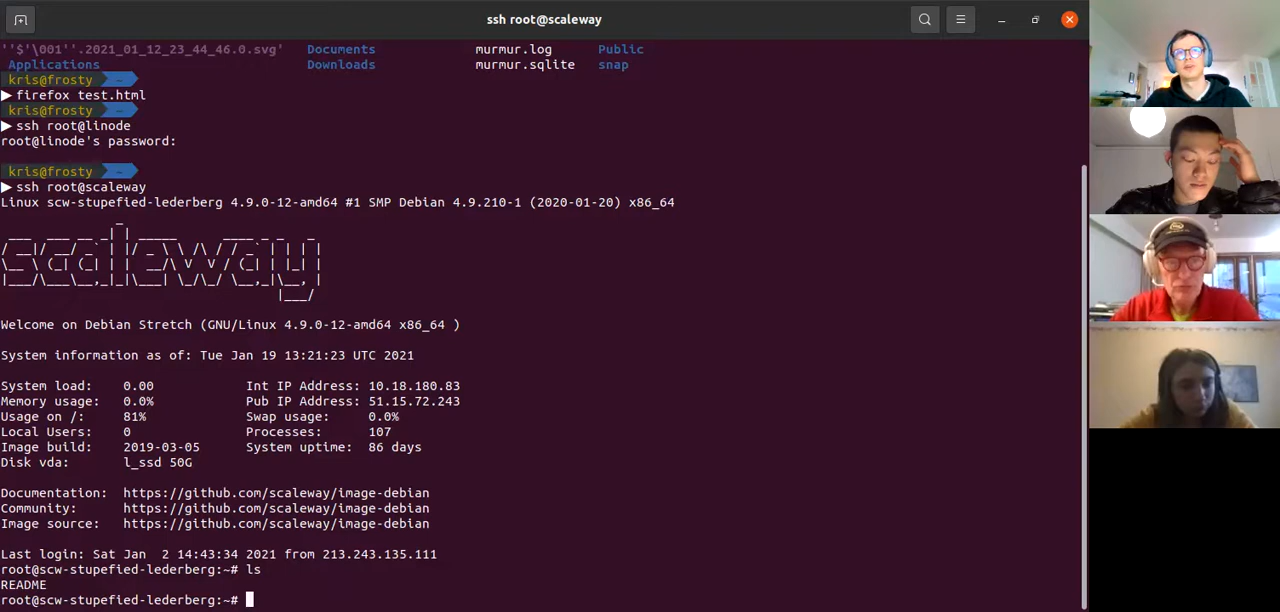 ssh root@scaleway
''$'\001''.2021_01_12_23_44_46.0.svg' Documents murmur.log Public
Applications Downloads murmur.sqlite snap
kris@frosty ~
▶ firefox test.html
kris@frosty ~
▶ ssh root@linode
root@linode's password:
kris@frosty ~
▶ ssh root@scaleway
Linux scw-stupefied-lederberg 4.9.0-12-amd64 #1 SMP Debian 4.9.210-1 (2020-01-20) x86_64
scaleway
Welcome on Debian Stretch (GNU/Linux 4.9.0-12-amd64 x86_64 )
System information as of: Tue Jan 19 13:21:23 UTC 2021
System load: 0.00 Int IP Address: 10.18.180.83
Memory usage: 0.0% Pub IP Address: 51.15.72.243
Usage on /: 81% Swap usage: 0.0%
Local Users: 0 Processes: 107
Image build: 2019-03-05 System uptime: 86 days
Disk vda: l_ssd 50G
Documentation: https://github.com/scaleway/image-debian
Community: https://github.com/scaleway/image-debian
Image source: https://github.com/scaleway/image-debian
Last login: Sat Jan 2 14:43:34 2021 from 213.243.135.111
root@scw-stupefied-lederberg:~# ls
README
root@scw-stupefied-lederberg:~#